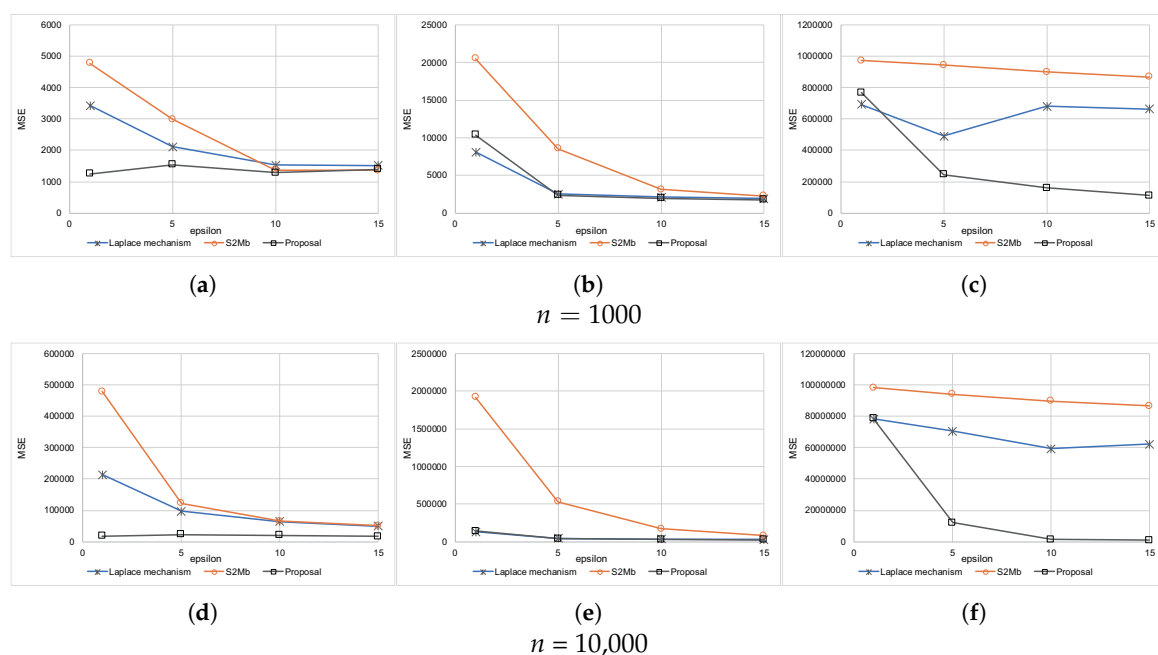 6000
5000
4000
3000
2000
1000
0
MSE
0 5 10 15
epsilon
Laplace mechanism S2Mb Proposal
(a)
25000
20000
15000
10000
5000
0
MSE
0 5 10 15
epsilon
Laplace mechanism S2Mb Proposal
(b)
1200000
1000000
800000
600000
400000
200000
0
MSE
0 5 10 15
epsilon
Laplace mechanism S2Mb Proposal
(c)
n = 1000
600000
500000
400000
300000
200000
100000
0
MSE
0 5 10 15
epsilon
Laplace mechanism S2Mb Proposal
(d)
2500000
2000000
1500000
1000000
500000
0
MSE
0 5 10 15
epsilon
Laplace mechanism S2Mb Proposal
(e)
120000000
100000000
80000000
60000000
40000000
20000000
0
MSE
0 5 10 15
epsilon
Laplace mechanism S2Mb Proposal
(f)
n = 10,000